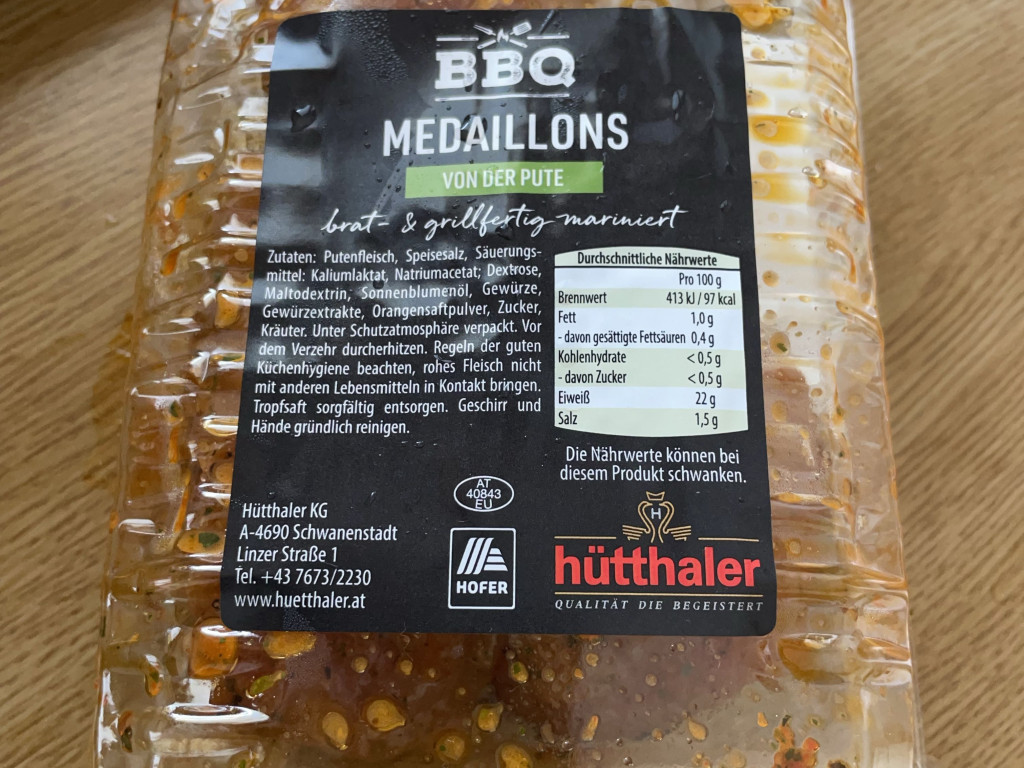 BBQ
MEDAILLONS
VON DER PUTE
brat- & grillfertig mariniert
Zutaten: Putenfleisch, Speisesalz, Säuerungs-
mittel: Kaliumlaktat, Natriumacetat; Dextrose,
Maltodextrin, Sonnenblumenöl, Gewürze,
Gewürzextrakte, Orangensaftpulver, Zucker,
Kräuter. Unter Schutzatmosphäre verpackt. Vor
dem Verzehr durcherhitzen. Regeln der guten
Küchenhygiene beachten, rohes Fleisch nicht
mit anderen Lebensmitteln in Kontakt bringen.
Tropfsaft sorgfältig entsorgen. Geschirr und
Hände gründlich reinigen.
Durchschnittliche Nährwerte
Pro 100 g
Brennwert 413 kJ / 97 kcal
Fett 1,0 g
- davon gesättigte Fettsäuren 0,4 g
Kohlenhydrate < 0,5 g
- davon Zucker < 0,5 g
Eiweiß 22 g
Salz 1,5 g
Die Nährwerte können bei
diesem Produkt schwanken.
Hütthaler KG
A-4690 Schwanenstadt
Linzer Straße 1
Tel. +43 7673/2230
www.huetthaler.at
AT
40843
EU
HOFER
H
hütthaler
QUALITÄT DIE BEGEISTERT